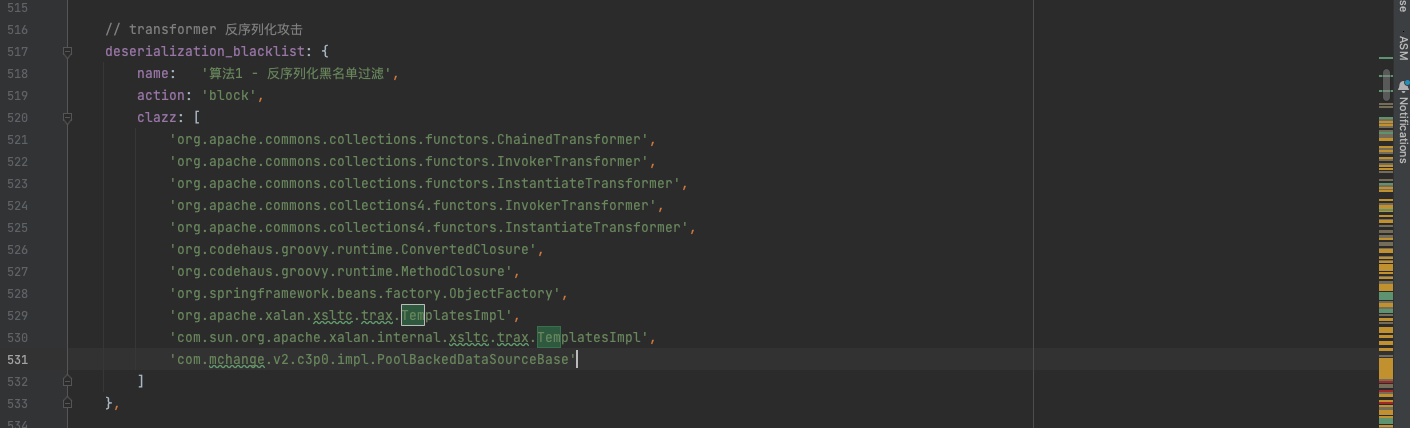 515
516 // transformer 反序列化攻击
517 deserialization_blacklist: {
518 name: '算法1 - 反序列化黑名单过滤',
519 action: 'block',
520 clazz: [
521 'org.apache.commons.collections.functors.ChainedTransformer',
522 'org.apache.commons.collections.functors.InvokerTransformer',
523 'org.apache.commons.collections.functors.InstantiateTransformer',
524 'org.apache.commons.collections4.functors.InvokerTransformer',
525 'org.apache.commons.collections4.functors.InstantiateTransformer',
526 'org.codehaus.groovy.runtime.ConvertedClosure',
527 'org.codehaus.groovy.runtime.MethodClosure',
528 'org.springframework.beans.factory.ObjectFactory',
529 'org.apache.xalan.xsltc.trax.TemplatesImpl',
530 'com.sun.org.apache.xalan.internal.xsltc.trax.TemplatesImpl',
531 'com.mchange.v2.c3p0.impl.PoolBackedDataSourceBase'
532 ]
533 },
534
se
ASM
Notifications